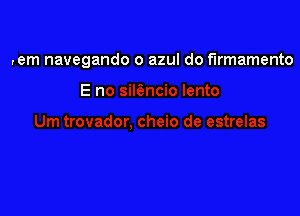 em navegando o azul do firmamento
E no silêncio lento
Um trovador, cheio de estrelas